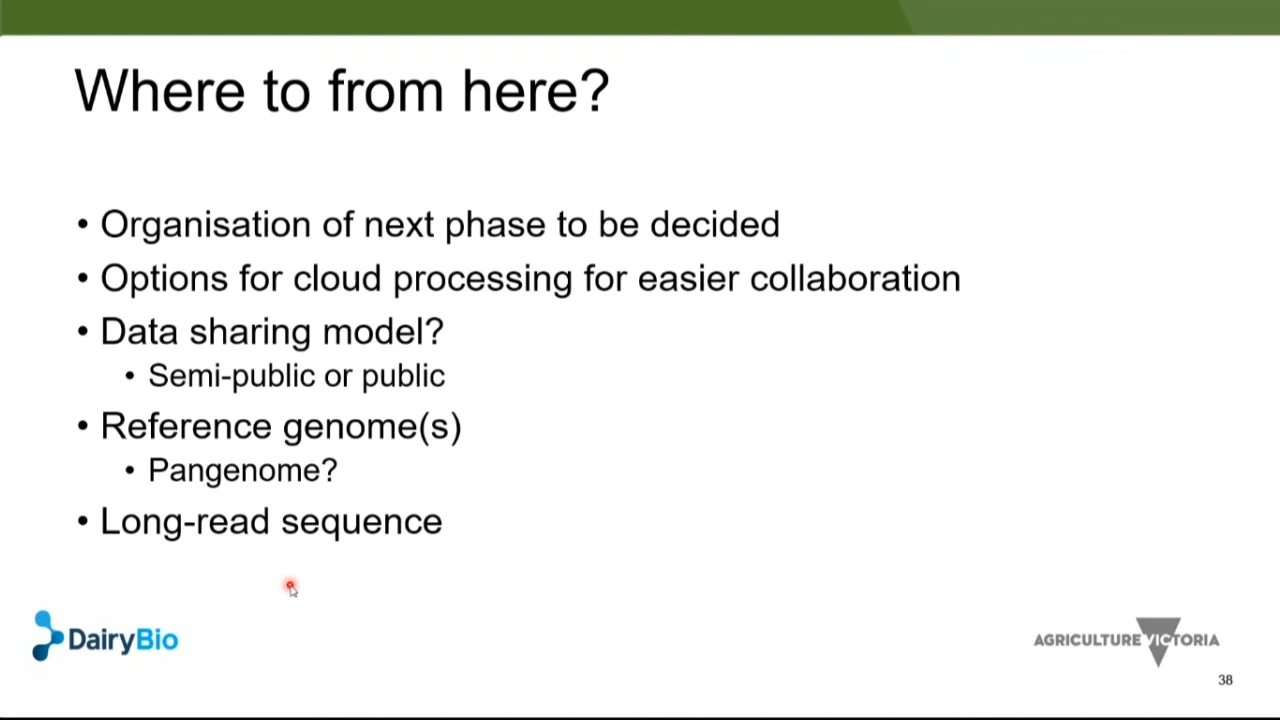 Where to from here?
• Organisation of next phase to be decided
• Options for cloud processing for easier collaboration
• Data sharing model?
• Semi-public or public
• Reference genome(s)
• Pangenome?
• Long-read sequence
DairyBio
AGRICULTURE VICTORIA
38